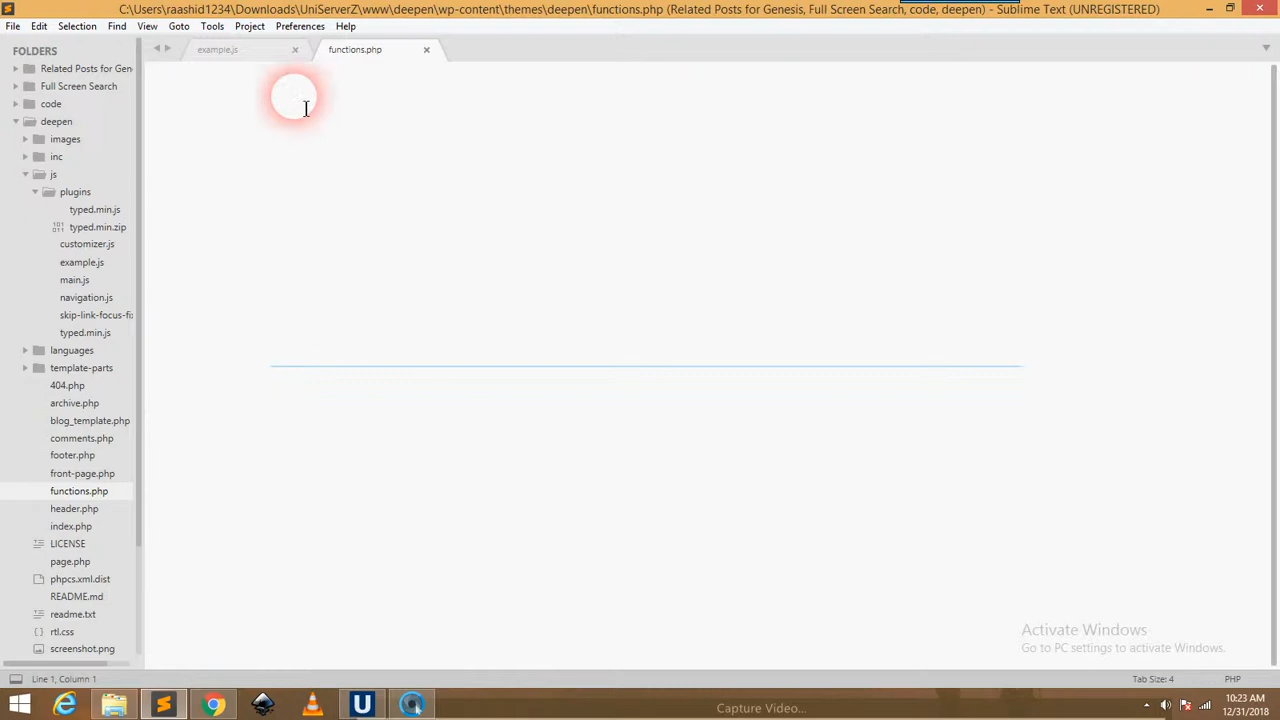 C:\Users\raashid1234\Downloads\UniServerZ\www\deepen\wp-content\themes\deepen\functions.php (Related Posts for Genesis, Full Screen Search, code, deepen) - Sublime Text (UNREGISTERED)
File Edit Selection Find View Goto Tools Project Preferences Help
FOLDERS
example.js
functions.php
Related Posts for Gen
Full Screen Search
code
deepen
images
inc
js
plugins
typed.min.js
typed.min.zip
customizer.js
example.js
main.js
navigation.js
skip-link-focus-fi
typed.min.js
languages
template-parts
404.php
archive.php
blog_template.php
comments.php
footer.php
front-page.php
functions.php
header.php
index.php
LICENSE
page.php
phpcs.xml.dist
README.md
readme.txt
rtl.css
screenshot.png
Activate Windows
Go to PC settings to activate Windows.
Line 1, Column 1
Tab Size: 4
PHP
Capture Video...
10:23 AM
12/31/2018